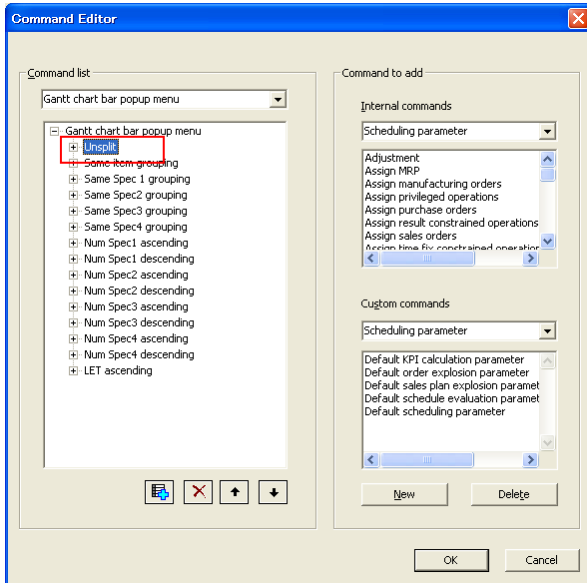 Command Editor
Command list
Gantt chart bar popup menu
Gantt chart bar popup menu
Unsplit
Same item grouping
Same Spec 1 grouping
Same Spec2 grouping
Same Spec3 grouping
Same Spec4 grouping
Num Spec1 ascending
Num Spec1 descending
Num Spec2 ascending
Num Spec2 descending
Num Spec3 ascending
Num Spec3 descending
Num Spec4 ascending
Num Spec4 descending
LET ascending
Command to add
Internal commands
Scheduling parameter
Adjustment
Assign MRP
Assign manufacturing orders
Assign privileged operations
Assign purchase orders
Assign result constrained operations
Assign sales orders
Assign time fix constrained operation
Custom commands
Scheduling parameter
Default KPI calculation parameter
Default order explosion parameter
Default sales plan explosion paramet
Default schedule evaluation paramet
Default scheduling parameter
New
Delete
OK
Cancel